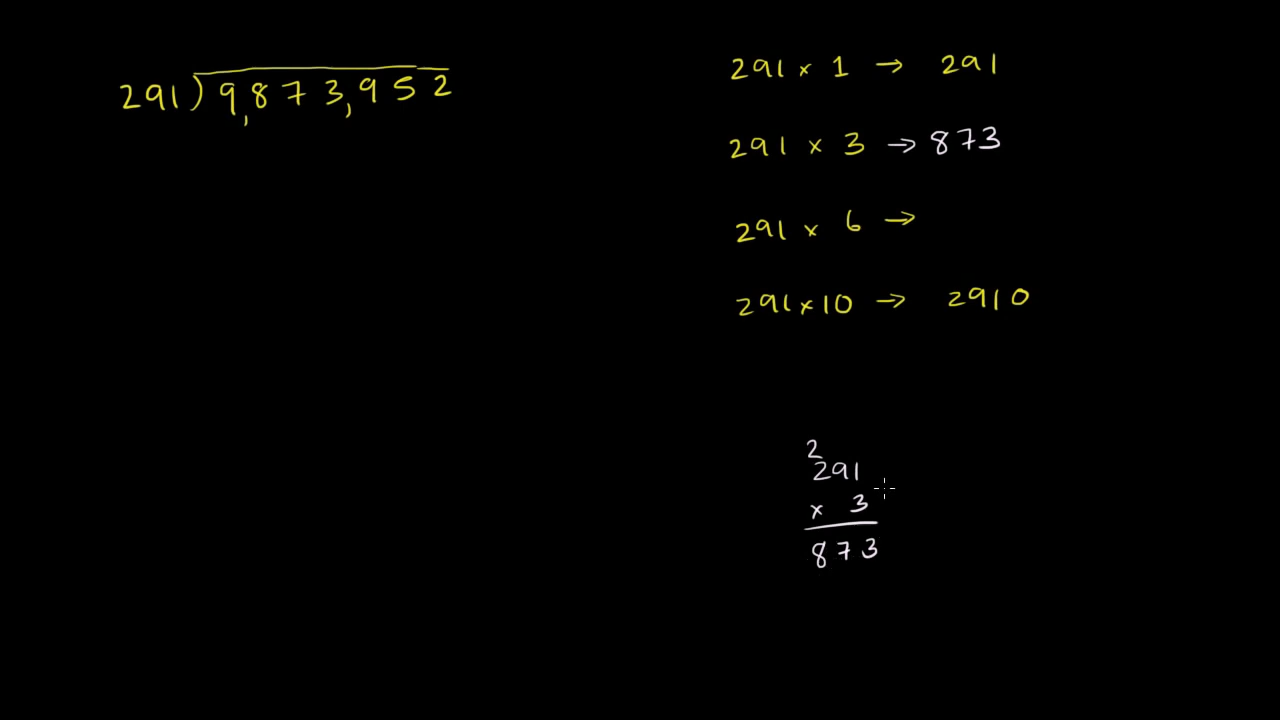 291)9,873,952
291 × 1 → 291
291 × 3 → 873
291 × 6 →
291×10 → 2910
2
291
× 3
873